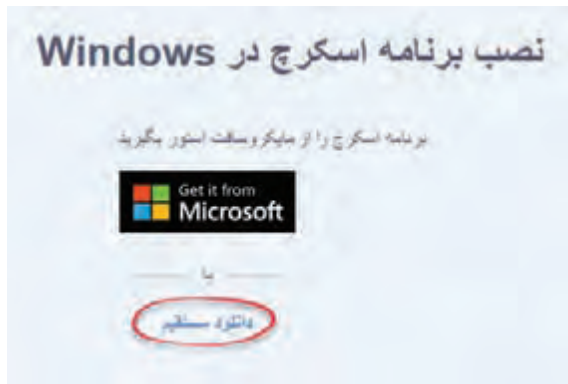 نصب برنامه اسکرچ در Windows
برنامه اسکرچ را از مایکروسافت استور بگیرید
Get it from
Microsoft
یا
دانلود مستقیم